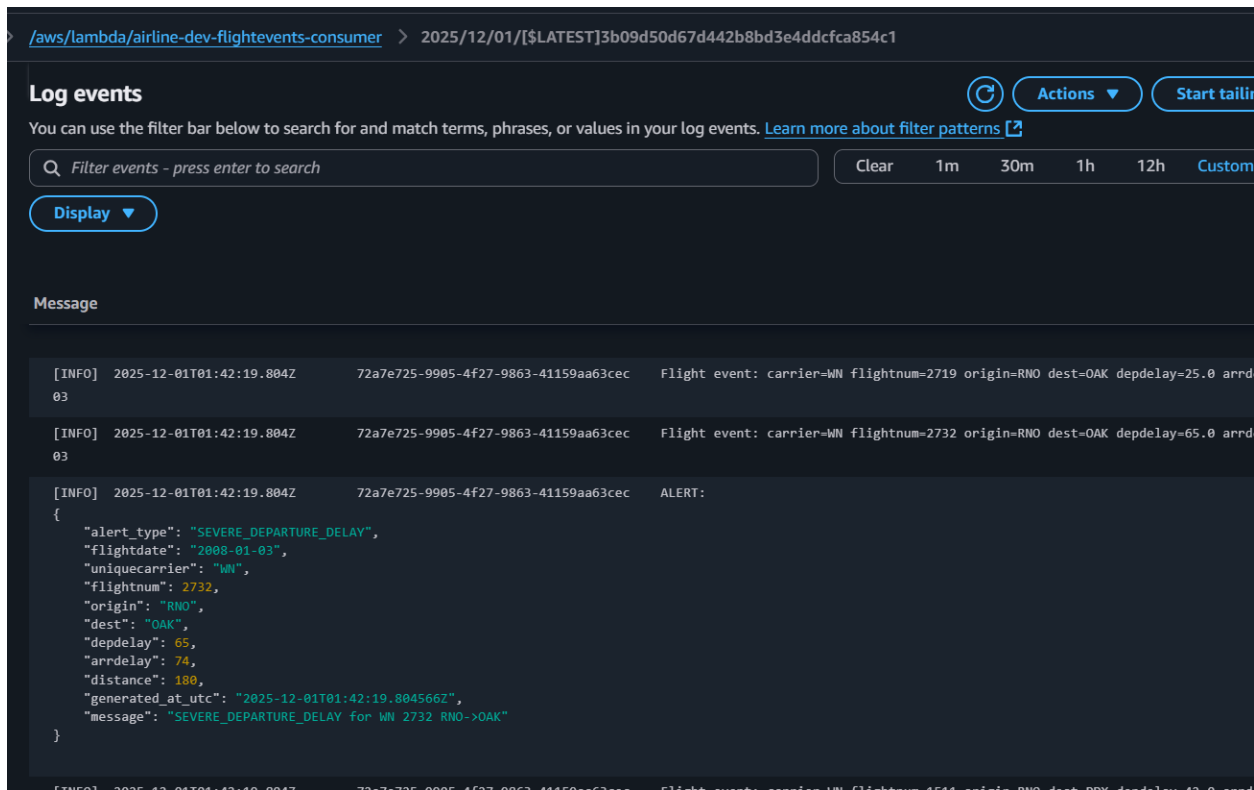 /aws/lambda/airline-dev-flightevents-consumer > 2025/12/01/[$LATEST]3b09d50d67d442b8bd3e4ddcfca854c1
Log events
Actions ▼
Start tailin
You can use the filter bar below to search for and match terms, phrases, or values in your log events. Learn more about filter patterns
Filter events - press enter to search
Clear 1m 30m 1h 12h Custom
Display ▼
Message
[INFO] 2025-12-01T01:42:19.804Z 72a7e725-9905-4f27-9863-41159aa63cec Flight event: carrier=WN flightnum=2719 origin=RNO dest=OAK depdelay=25.0 arrd
03
[INFO] 2025-12-01T01:42:19.804Z 72a7e725-9905-4f27-9863-41159aa63cec Flight event: carrier=WN flightnum=2732 origin=RNO dest=OAK depdelay=65.0 arrd
03
[INFO] 2025-12-01T01:42:19.804Z 72a7e725-9905-4f27-9863-41159aa63cec ALERT:
{
"alert_type": "SEVERE_DEPARTURE_DELAY",
"flightdate": "2008-01-03",
"uniquecarrier": "WN",
"flightnum": 2732,
"origin": "RNO",
"dest": "OAK",
"depdelay": 65,
"arrdelay": 74,
"distance": 180,
"generated_at_utc": "2025-12-01T01:42:19.804566Z",
"message": "SEVERE_DEPARTURE_DELAY for WN 2732 RNO->OAK"
}